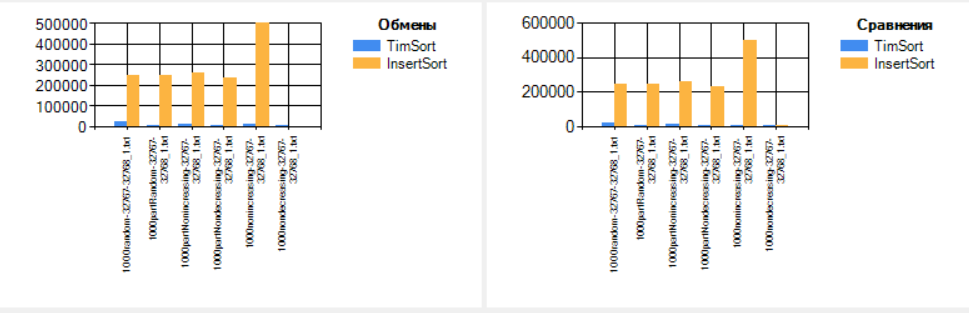 Обмены
TimSort
InsertSort
500000
400000
300000
200000
100000
0
1000random-32767-32768_1.txt
1000partRandom-32767-
32768_1.txt
1000partNonincreasing-32767-
32768_1.txt
1000partNondecreasing-32767-
32768_1.txt
1000nonincreasing-32767-
32768_1.txt
1000nondecreasing-32767-
32768_1.txt
Сравнения
TimSort
InsertSort
600000
400000
200000
0
1000random-32767-32768_1.txt
1000partRandom-32767-
32768_1.txt
1000partNonincreasing-32767-
32768_1.txt
1000partNondecreasing-32767-
32768_1.txt
1000nonincreasing-32767-
32768_1.txt
1000nondecreasing-32767-
32768_1.txt